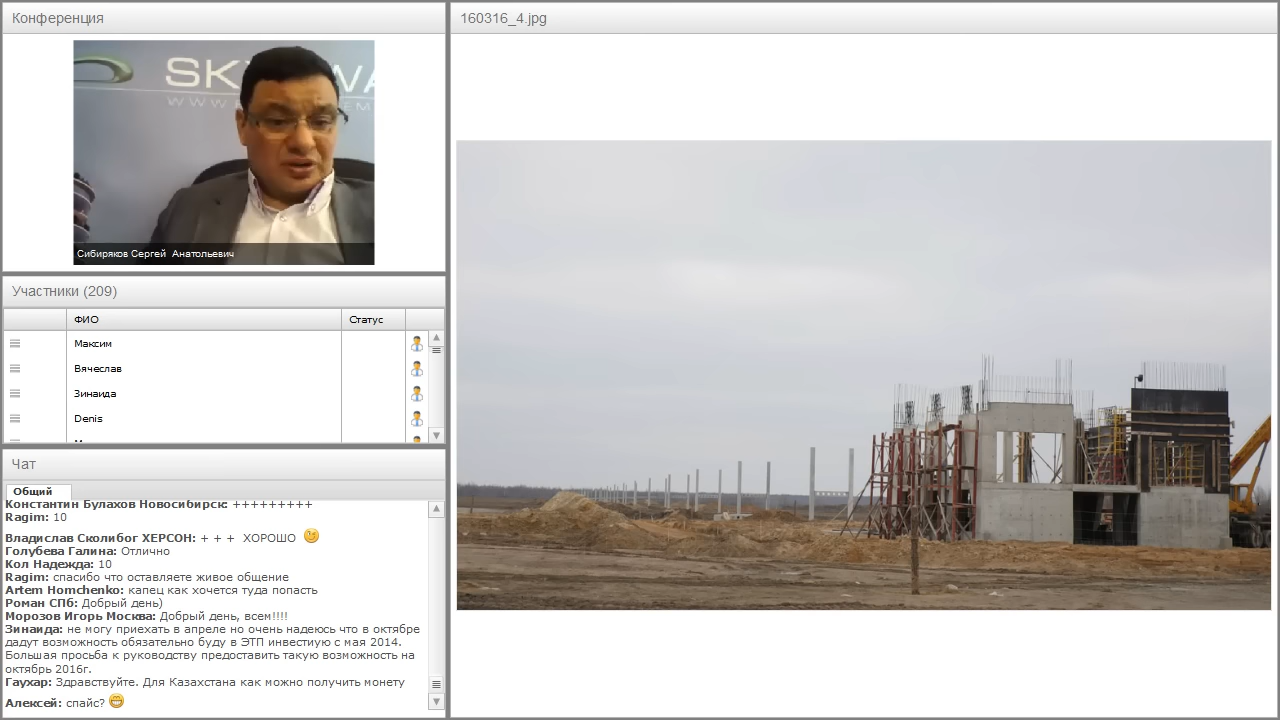 Конференция
SKY WA
WWW.
Сибиряков Сергей Анатольевич
Участники (209)
ФИО
Статус
Максим
Вячеслав
Зинаида
Denis
Чат
Общий
Константин Булахов Новосибирск: +++++++++
Ragim: 10
Владислав Сколибог ХЕРСОН: + + + ХОРОШО
Голубева Галина: Отлично
Кол Надежда: 10
Ragim: спасибо что оставляете живое общение
Artem Homchenko: капец как хочется туда попасть
Роман СПб: Добрый день)
Морозов Игорь Москва: Добрый день, всем!!!!
Зинаида: не могу приехать в апреле но очень надеюсь что в октябре
дадут возможность обязательно буду в ЭТП инвестиую с мая 2014.
Большая просьба к руководству предоставить такую возможность на
октябрь 2016г.
Гаухар: Здравствуйте. Для Казахстана как можно получить монету
Алексей: спайс?
160316_4.jpg